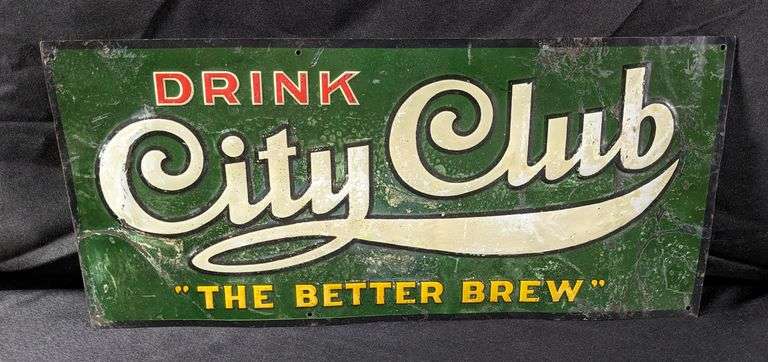 DRINK
City Club
"THE BETTER BREW"